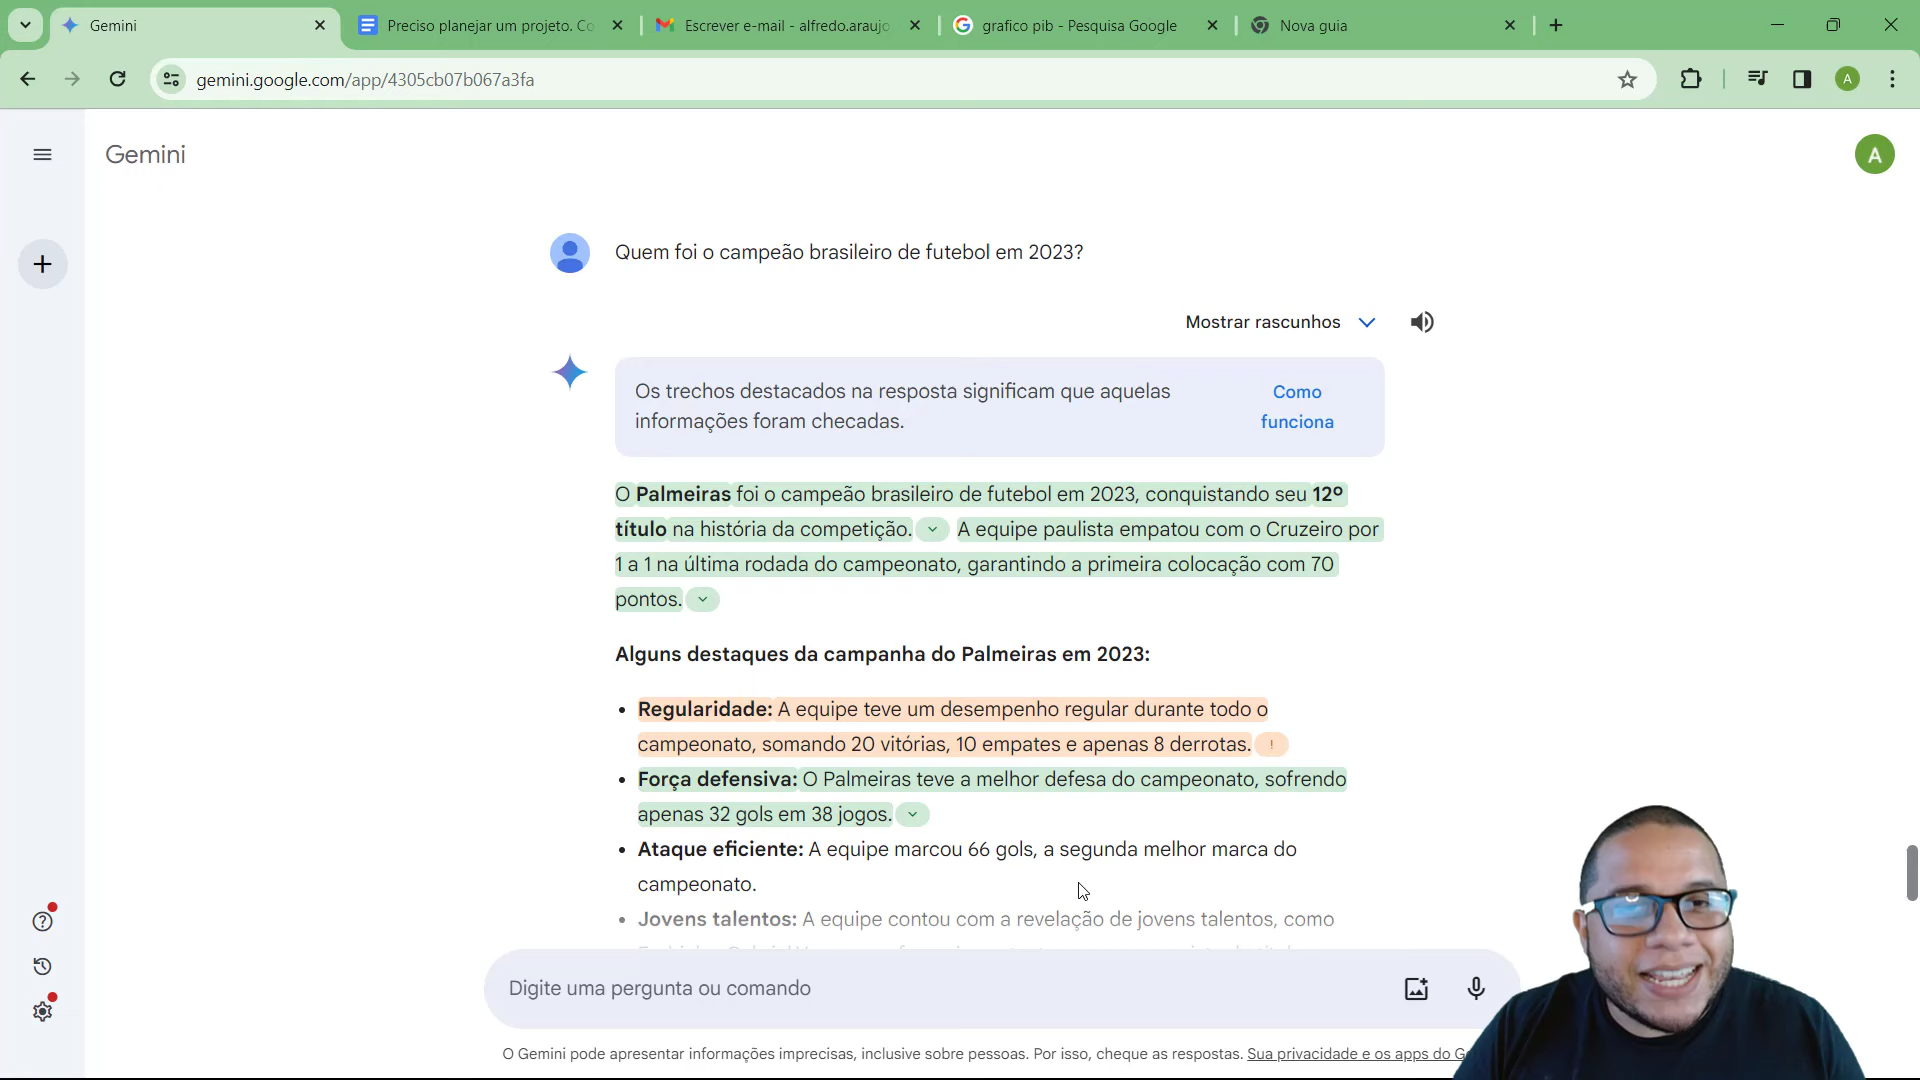 Gemini
Preciso planejar um projeto. Co
Escrever e-mail - alfredo.araujo
grafico pib - Pesquisa Google
Nova guia
gemini.google.com/app/4305cb07b067a3fa
A
Gemini
A
Quem foi o campeão brasileiro de futebol em 2023?
Mostrar rascunhos
Os trechos destacados na resposta significam que aquelas
informações foram checadas.
Como
funciona
O Palmeiras foi o campeão brasileiro de futebol em 2023, conquistando seu 12º
título na história da competição. A equipe paulista empatou com o Cruzeiro por
1 a 1 na última rodada do campeonato, garantindo a primeira colocação com 70
pontos.
Alguns destaques da campanha do Palmeiras em 2023:
• Regularidade: A equipe teve um desempenho regular durante todo o
campeonato, somando 20 vitórias, 10 empates e apenas 8 derrotas. !
• Força defensiva: O Palmeiras teve a melhor defesa do campeonato, sofrendo
apenas 32 gols em 38 jogos.
• Ataque eficiente: A equipe marcou 66 gols, a segunda melhor marca do
campeonato.
• Jovens talentos: A equipe contou com a revelação de jovens talentos, como
Digite uma pergunta ou comando
O Gemini pode apresentar informações imprecisas, inclusive sobre pessoas. Por isso, cheque as respostas. Sua privacidade e os apps do G